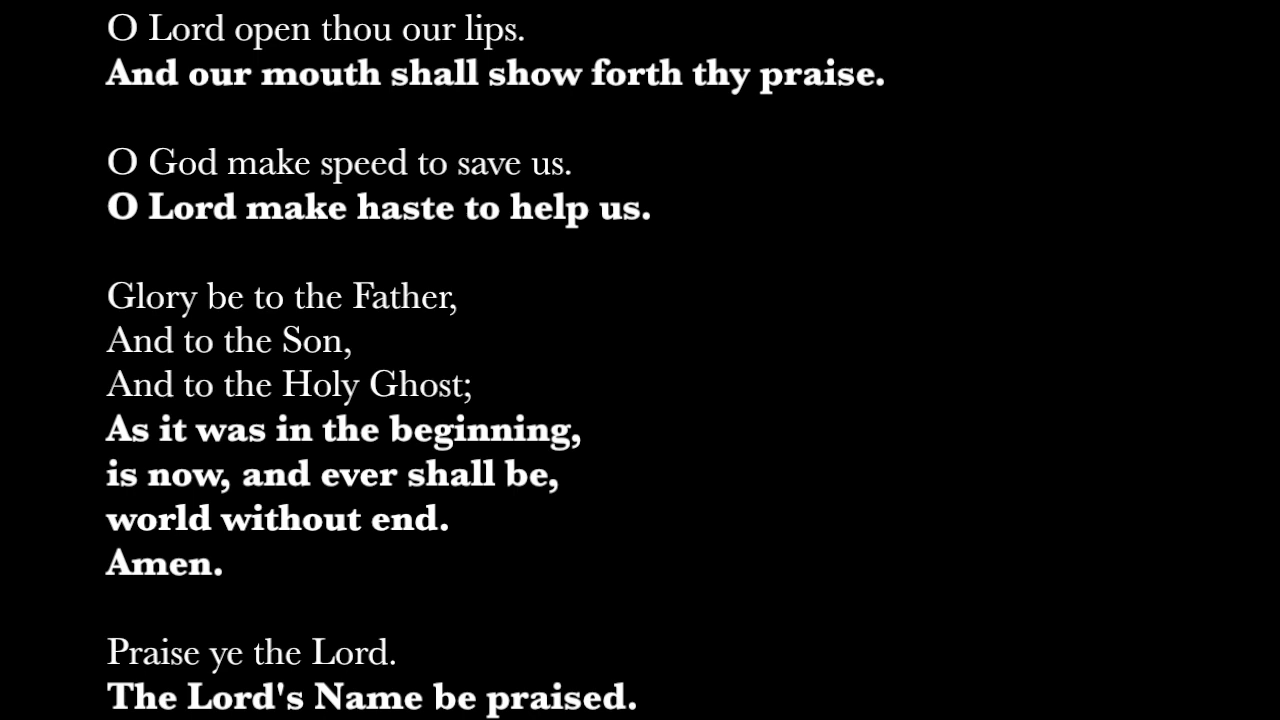 O Lord open thou our lips.
And our mouth shall show forth thy praise.
O God make speed to save us.
O Lord make haste to help us.
Glory be to the Father,
And to the Son,
And to the Holy Ghost;
As it was in the beginning,
is now, and ever shall be,
world without end.
Amen.
Praise ye the Lord.
The Lord's Name be praised.